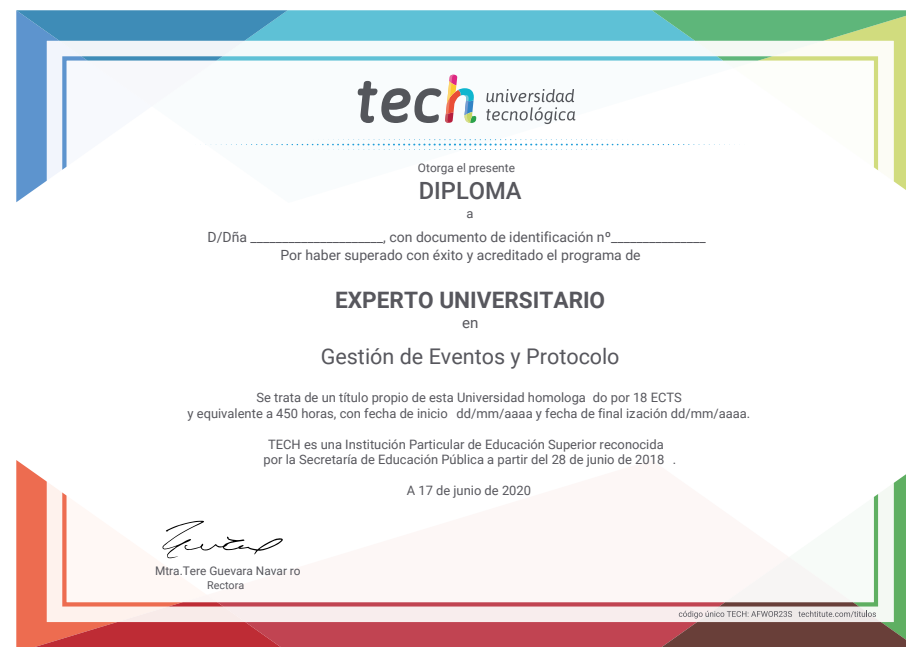 tech universidad
tecnológica
Otorga el presente
DIPLOMA
a
D/Dña ___________________, con documento de identificación nº______________
Por haber superado con éxito y acreditado el programa de
EXPERTO UNIVERSITARIO
en
Gestión de Eventos y Protocolo
Se trata de un título propio de esta Universidad homologa do por 18 ECTS
y equivalente a 450 horas, con fecha de inicio dd/mm/aaaa y fecha de final ización dd/mm/aaaa.
TECH es una Institución Particular de Educación Superior reconocida
por la Secretaría de Educación Pública a partir del 28 de junio de 2018 .
A 17 de junio de 2020
Mtra.Tere Guevara Navar ro
Rectora
código único TECH: AFWOR23S techtitute.com/titulos